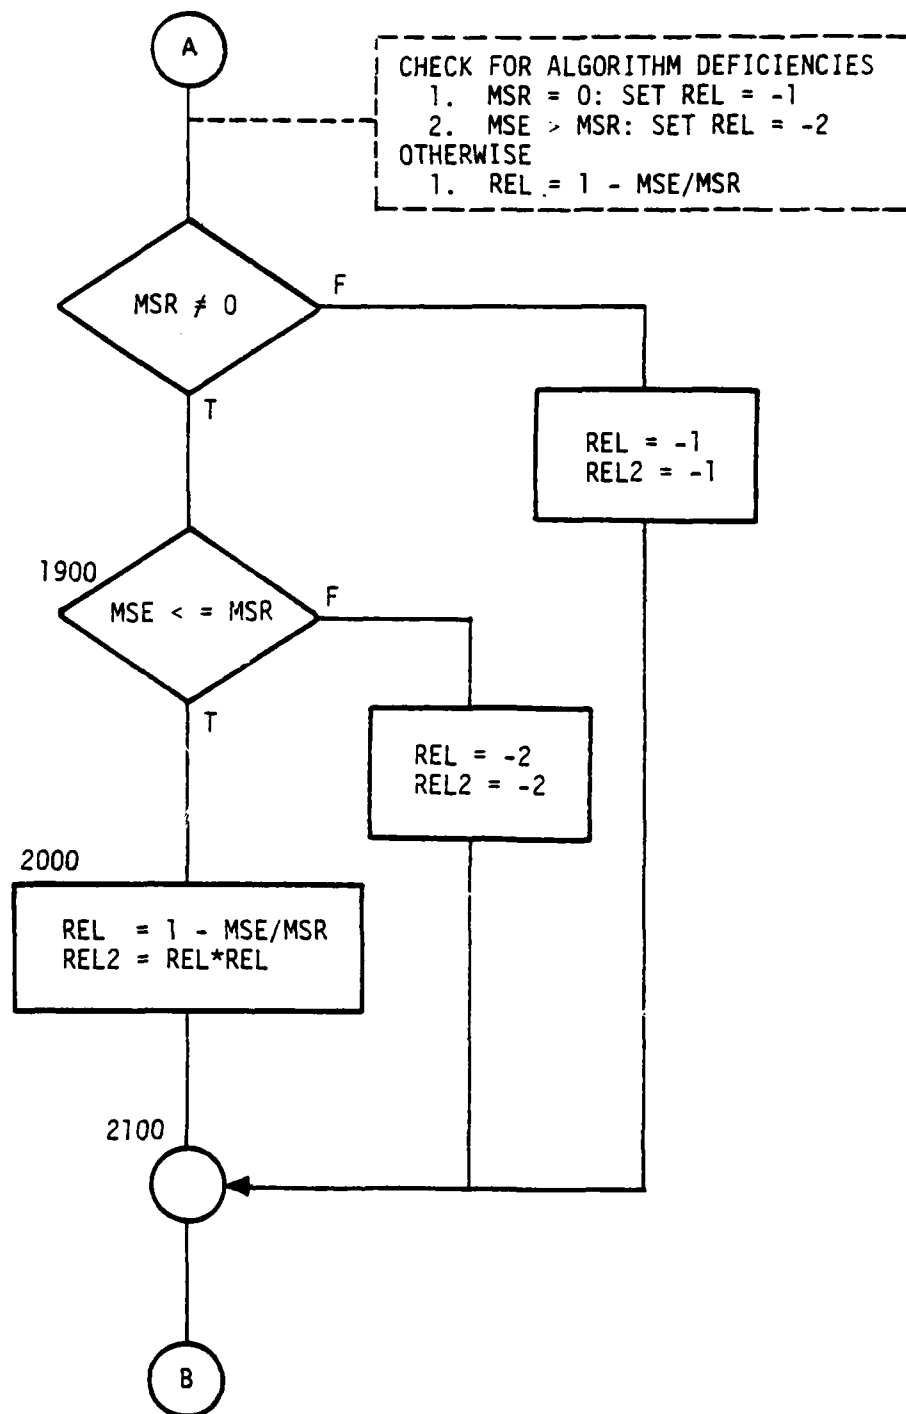 A
CHECK FOR ALGORITHM DEFICIENCIES
1. MSR = 0: SET REL = -1
2. MSE > MSR: SET REL = -2
OTHERWISE
1. REL = 1 - MSE/MSR
MSR ≠ 0
F
T
REL = -1
REL2 = -1
1900
MSE < = MSR
F
T
REL = -2
REL2 = -2
2000
REL = 1 - MSE/MSR
REL2 = REL*REL
2100
B